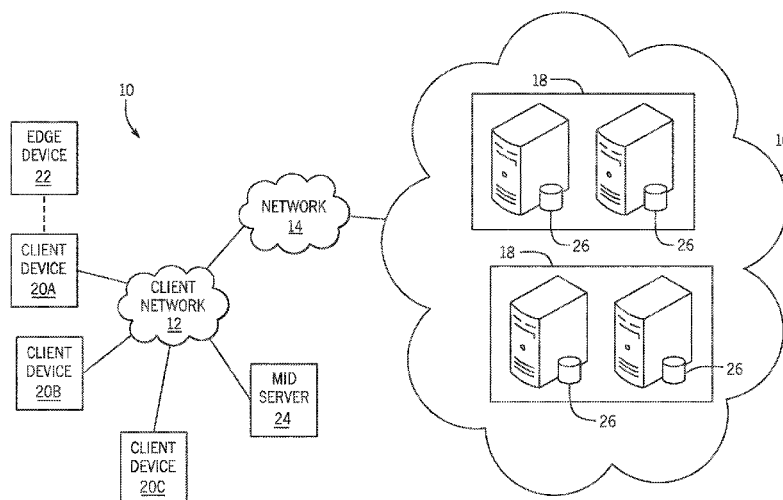 10
EDGE
DEVICE
22
CLIENT
DEVICE
20A
CLIENT
DEVICE
20B
CLIENT
DEVICE
20C
CLIENT
NETWORK
12
MID
SERVER
24
NETWORK
14
18
26
26
18
26
26